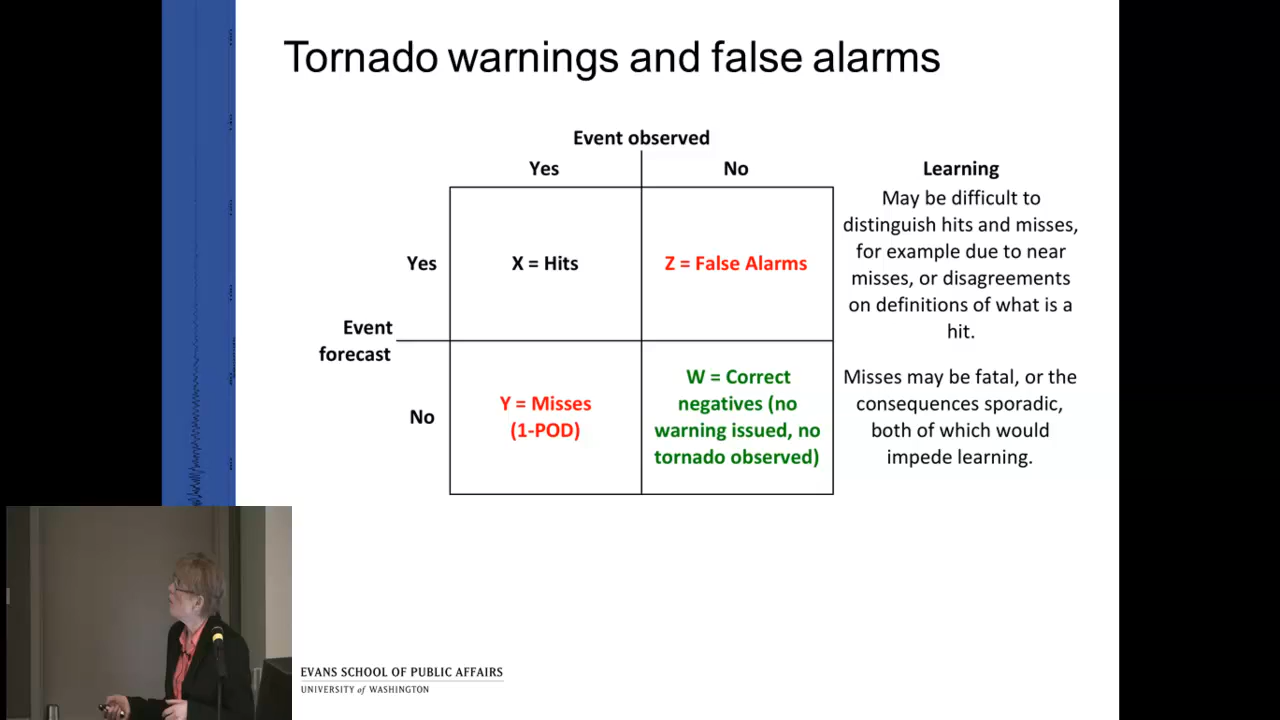 Tornado warnings and false alarms
Event observed
Yes
No
Learning
Yes
X = Hits
Z = False Alarms
May be difficult to
distinguish hits and misses,
for example due to near
misses, or disagreements
on definitions of what is a
hit.
Event
forecast
No
Y = Misses
(1-POD)
W = Correct
negatives (no
warning issued, no
tornado observed)
Misses may be fatal, or the
consequences sporadic,
both of which would
impede learning.
EVANS SCHOOL OF PUBLIC AFFAIRS
UNIVERSITY of WASHINGTON